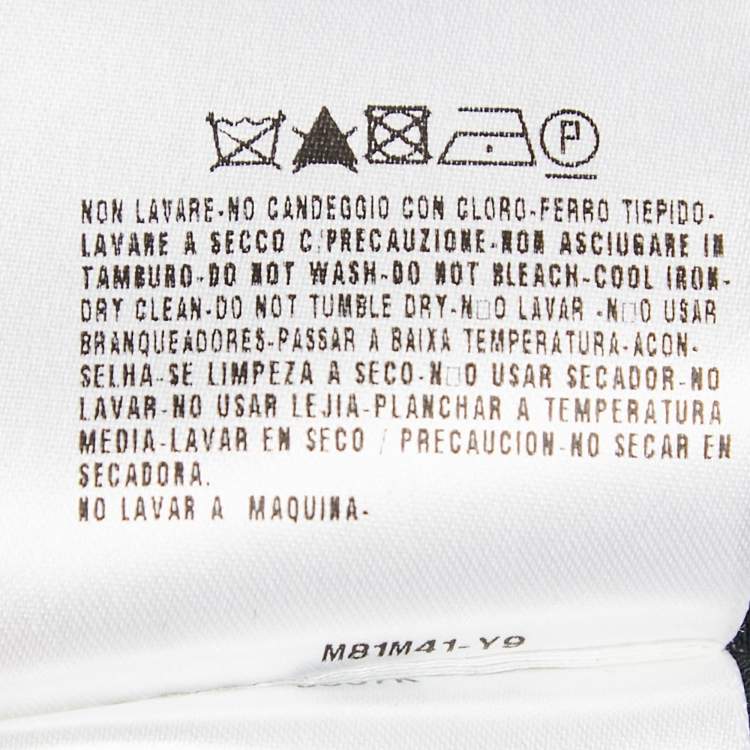 P
NON LAVARE-NO CANDEGGIO CON CLORO-FERRO TIEPIDO-
LAVARE A SECCO C/PRECAUZIONE-NON ASCIUGARE IN
TAMBURO-DO NOT WASH-DO NOT BLEACH-COOL IRON-
DRY CLEAN-DO NOT TUMBLE DRY-N□O LAVAR -N□O USAR
BRANQUEADORES-PASSAR A BAIXA TEMPERATURA-ACON-
SELHA-SE LIMPEZA A SECO-N□O USAR SECADOR-NO
LAVAR-NO USAR LEJIA-PLANCHAR A TEMPERATURA
MEDIA-LAVAR EN SECO / PRECAUCION-NO SECAR EN
SECADORA.
NO LAVAR A MAQUINA-
M81M41-Y9